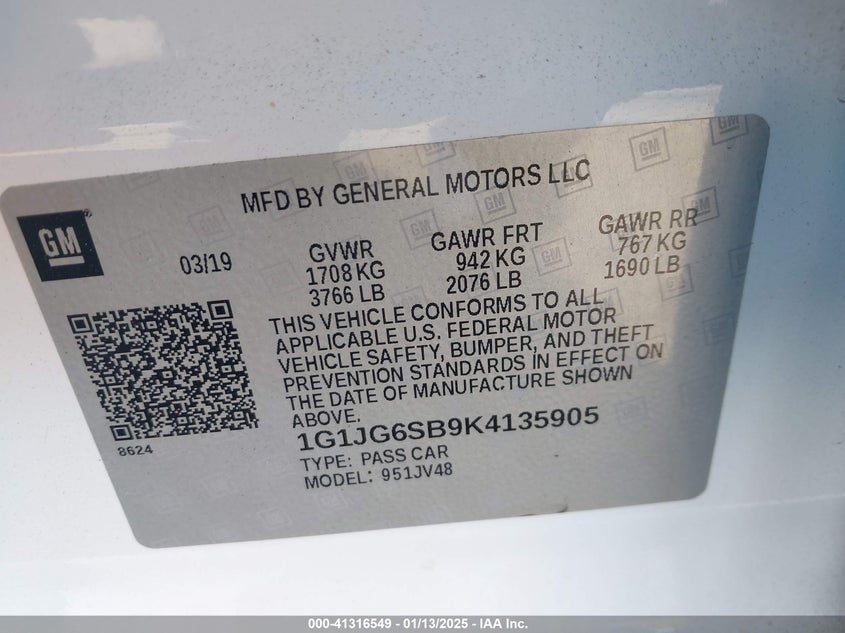 MFD BY GENERAL MOTORS LLC
GM
03/19
GVWR
1708 KG
3766 LB
GAWR FRT
942 KG
2076 LB
GAWR RR
767 KG
1690 LB
THIS VEHICLE CONFORMS TO ALL
APPLICABLE U.S. FEDERAL MOTOR
VEHICLE SAFETY, BUMPER, AND THEFT
PREVENTION STANDARDS IN EFFECT ON
THE DATE OF MANUFACTURE SHOWN
ABOVE.
8624
1G1JG6SB9K4135905
TYPE: PASS CAR
MODEL: 951JV48
000-41316549 - 01/13/2025 - IAA Inc.